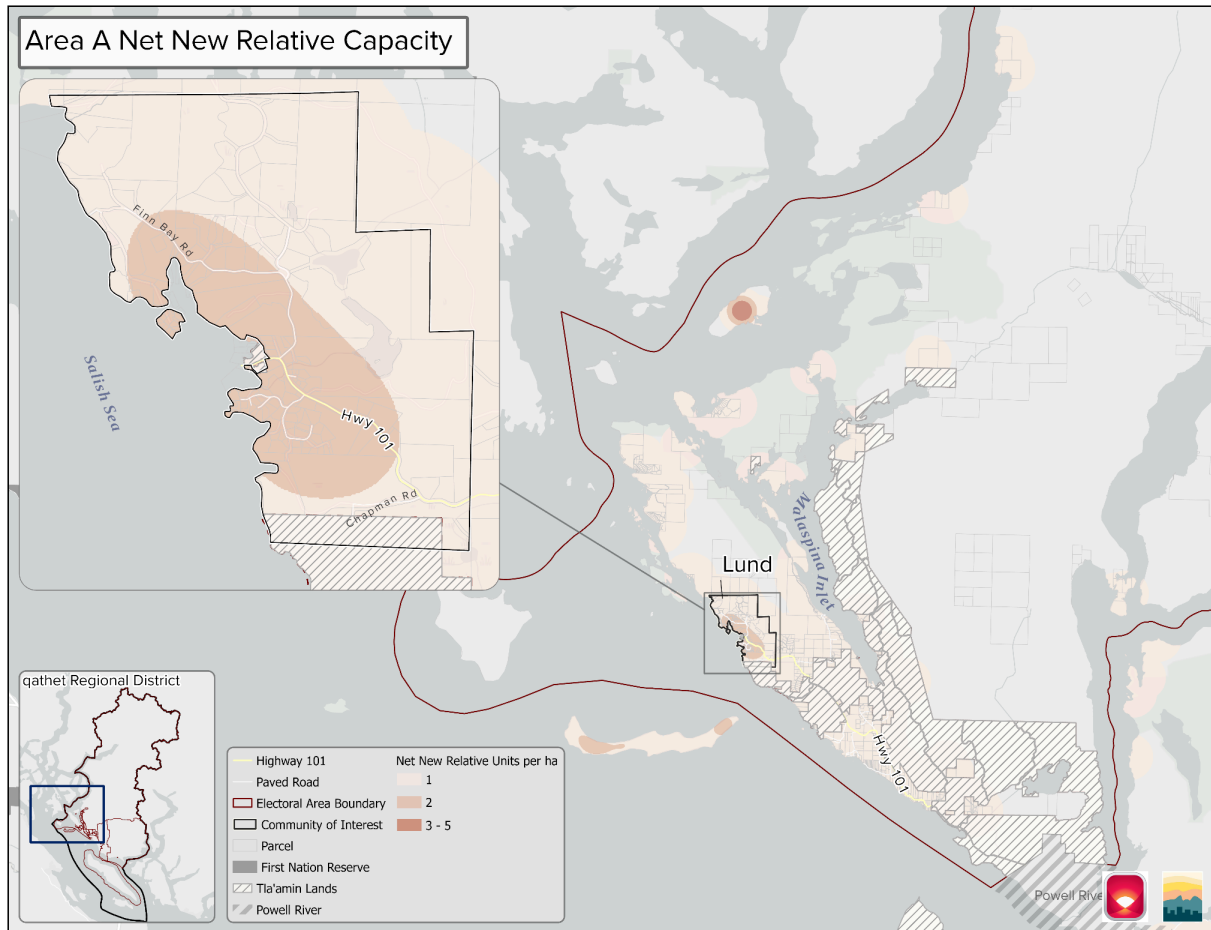 Area A Net New Relative Capacity
Finn Bay Rd
Salish Sea
Hwy 101
Chapman Rd
Malaspina Inlet
Lund
Hwy 101
qathet Regional District
Highway 101
Paved Road
Electoral Area Boundary
Community of Interest
Parcel
First Nation Reserve
Tla'amin Lands
Powell River
Net New Relative Units per ha
1
2
3 - 5
Powell River